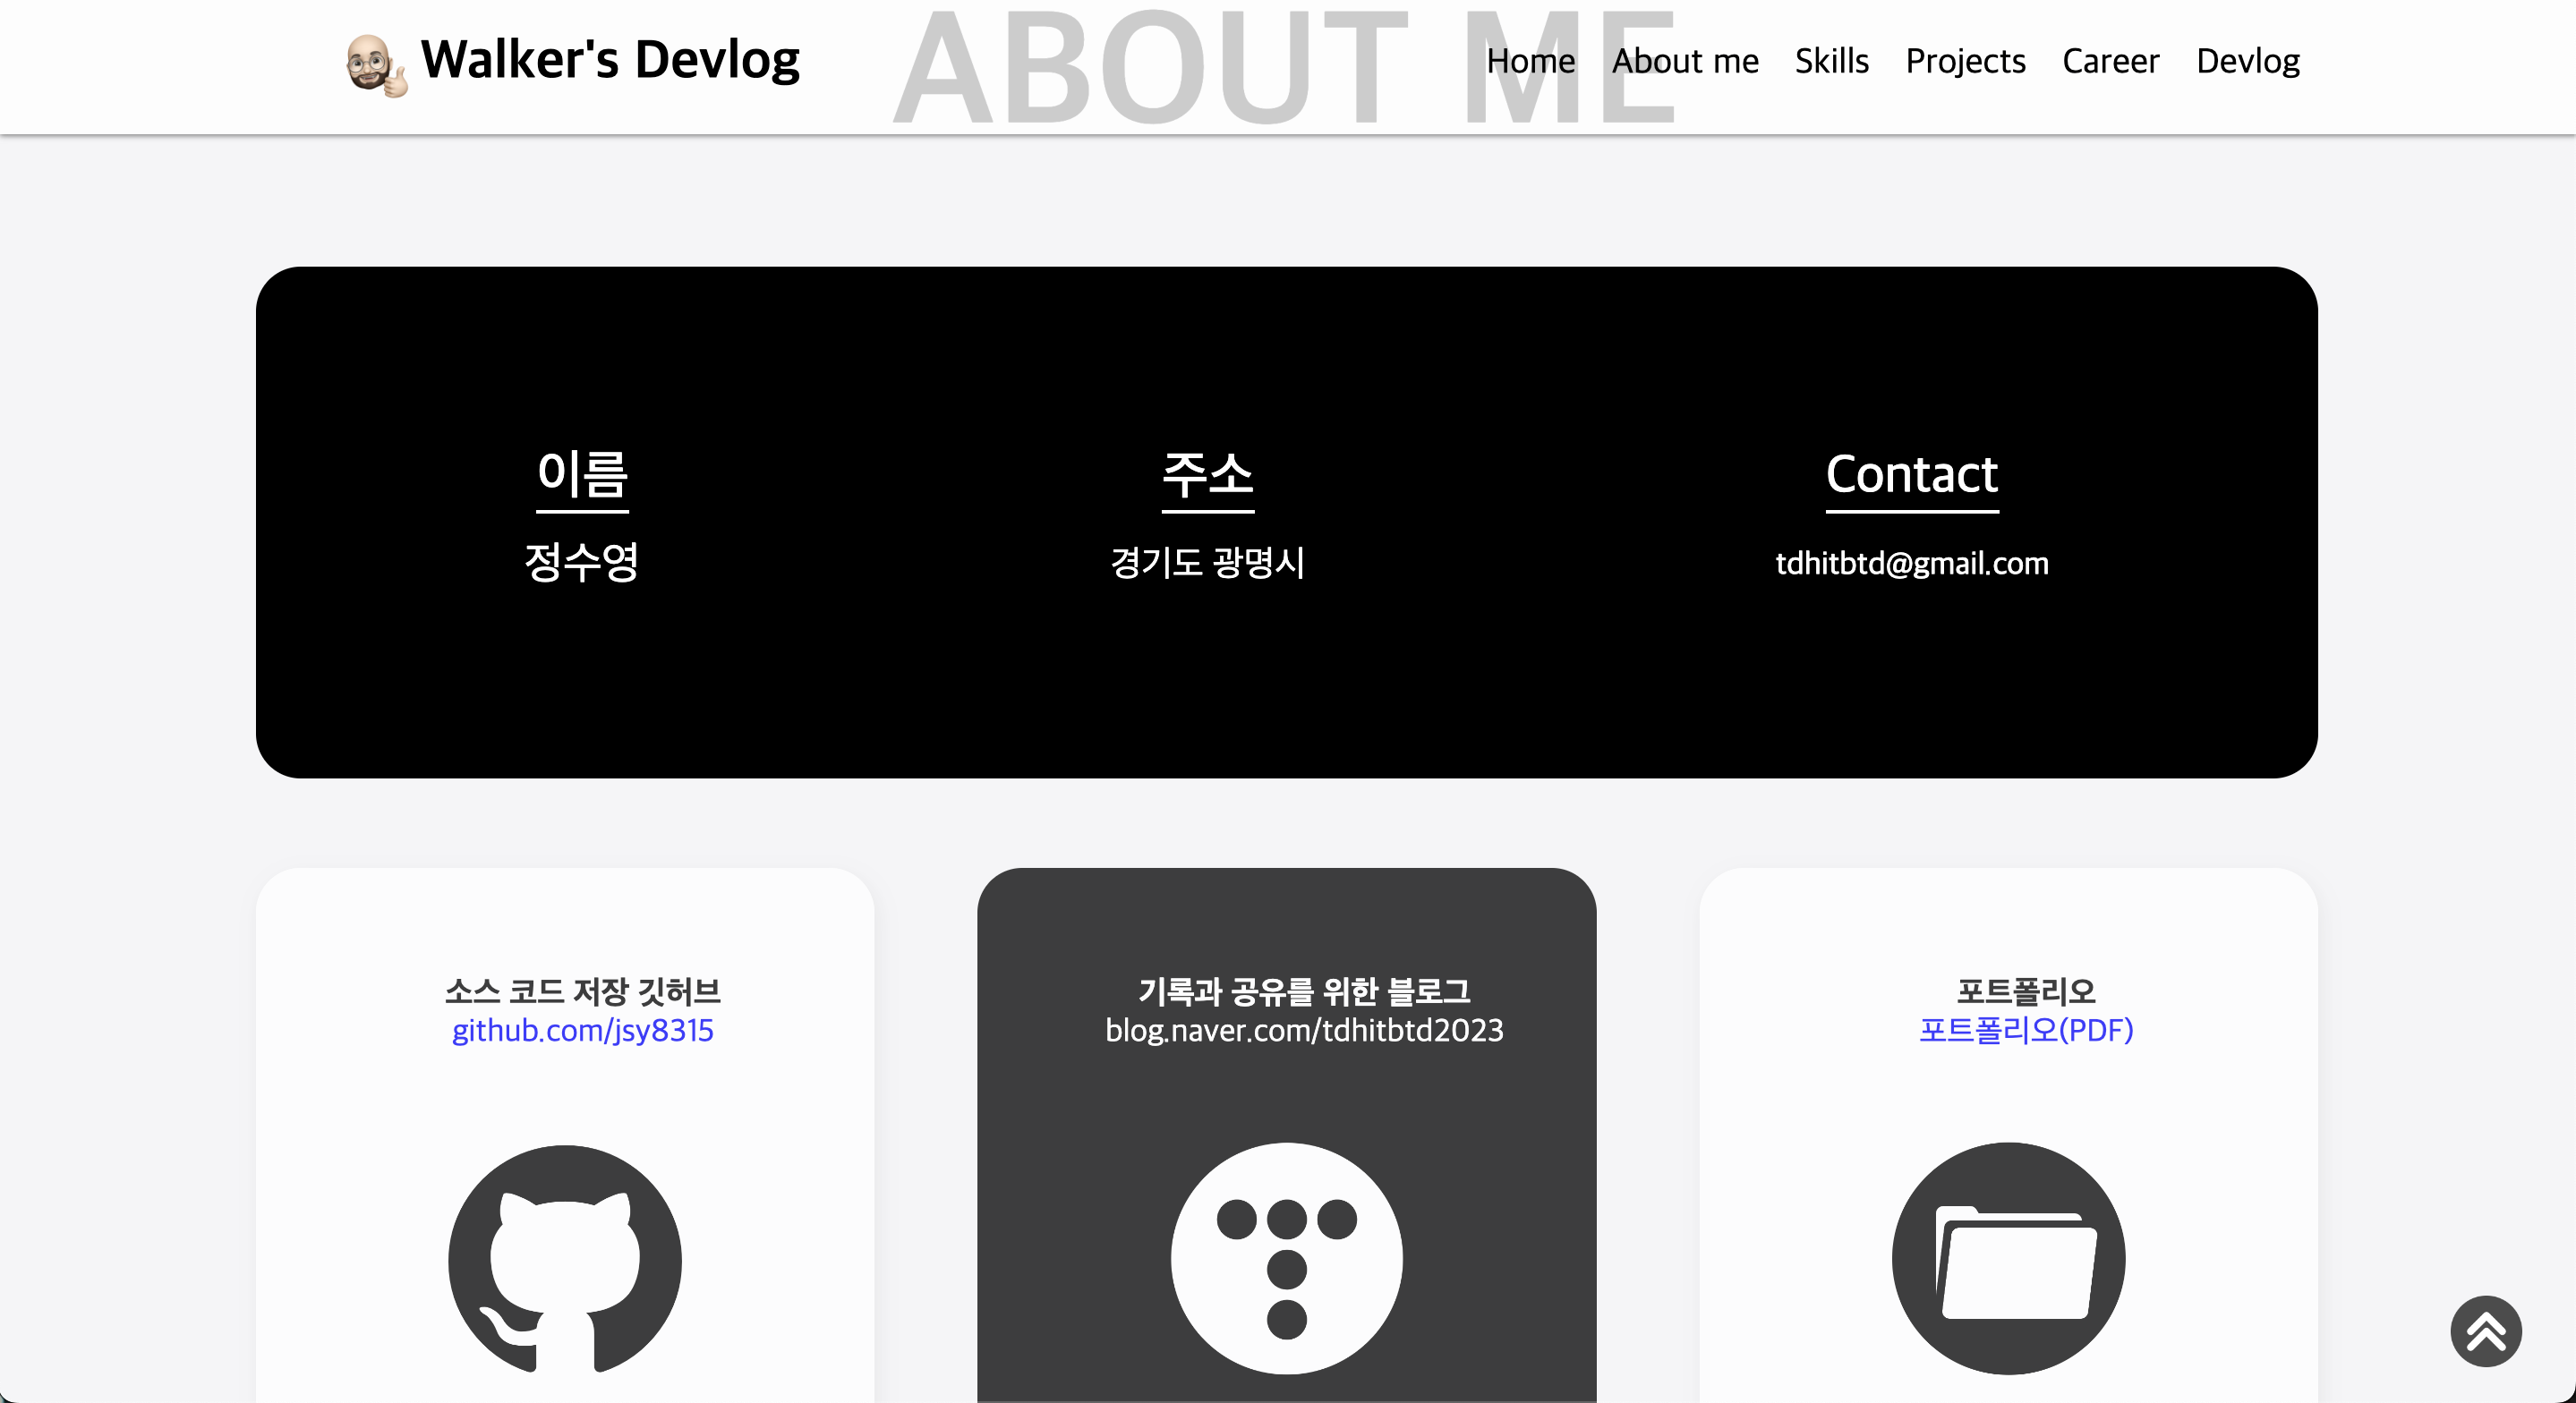 Walker's Devlog
ABOUT ME
Home About me Skills Projects Career Devlog
이름
정수영
주소
경기도 광명시
Contact
tdhitbtd@gmail.com
소스 코드 저장 깃허브
github.com/jsy8315
기록과 공유를 위한 블로그
blog.naver.com/tdhitbtd2023
포트폴리오
포트폴리오(PDF)